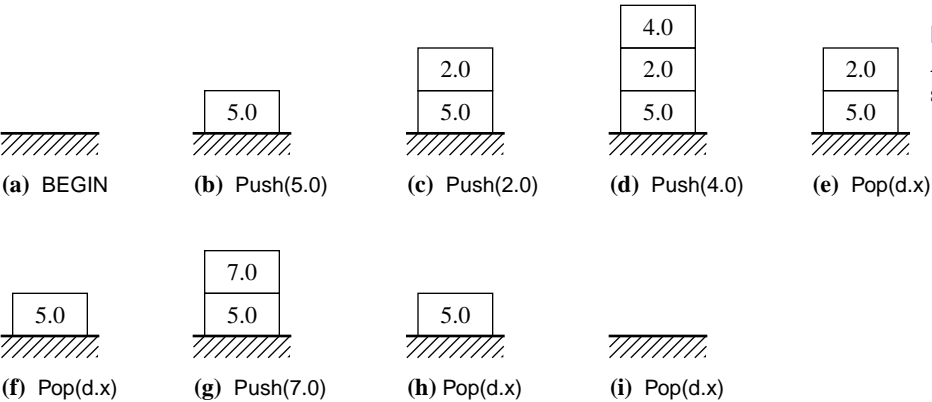 4.0
2.0 2.0 2.0
5.0 5.0 5.0 5.0
(a) BEGIN (b) Push(5.0) (c) Push(2.0) (d) Push(4.0) (e) Pop(d.x)
7.0
5.0 5.0 5.0
(f) Pop(d.x) (g) Push(7.0) (h) Pop(d.x) (i) Pop(d.x)